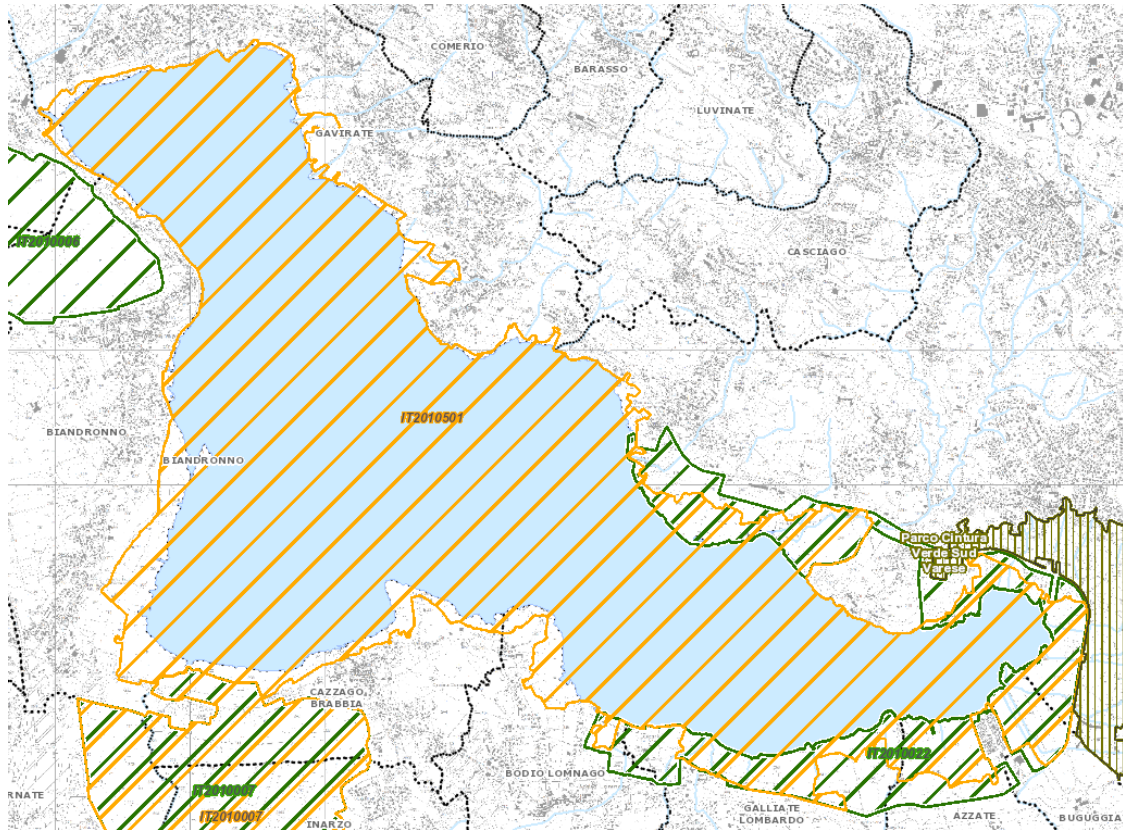 COMERIO
BARASSO
LUVINATE
GAVIRATE
IT2010006
CASCIAGO
IT2010501
BIANDRONNO
BIANDRONNO
Parco Cintura
Verde Sud
Varese
CAZZAGO
BRABBIA
IT2010022
BODIO LOMNAGO
IT2010007
RNATE
IT2010007
INARZO
GALLIATE
LOMBARDO
AZZATE
BUGUGGIA